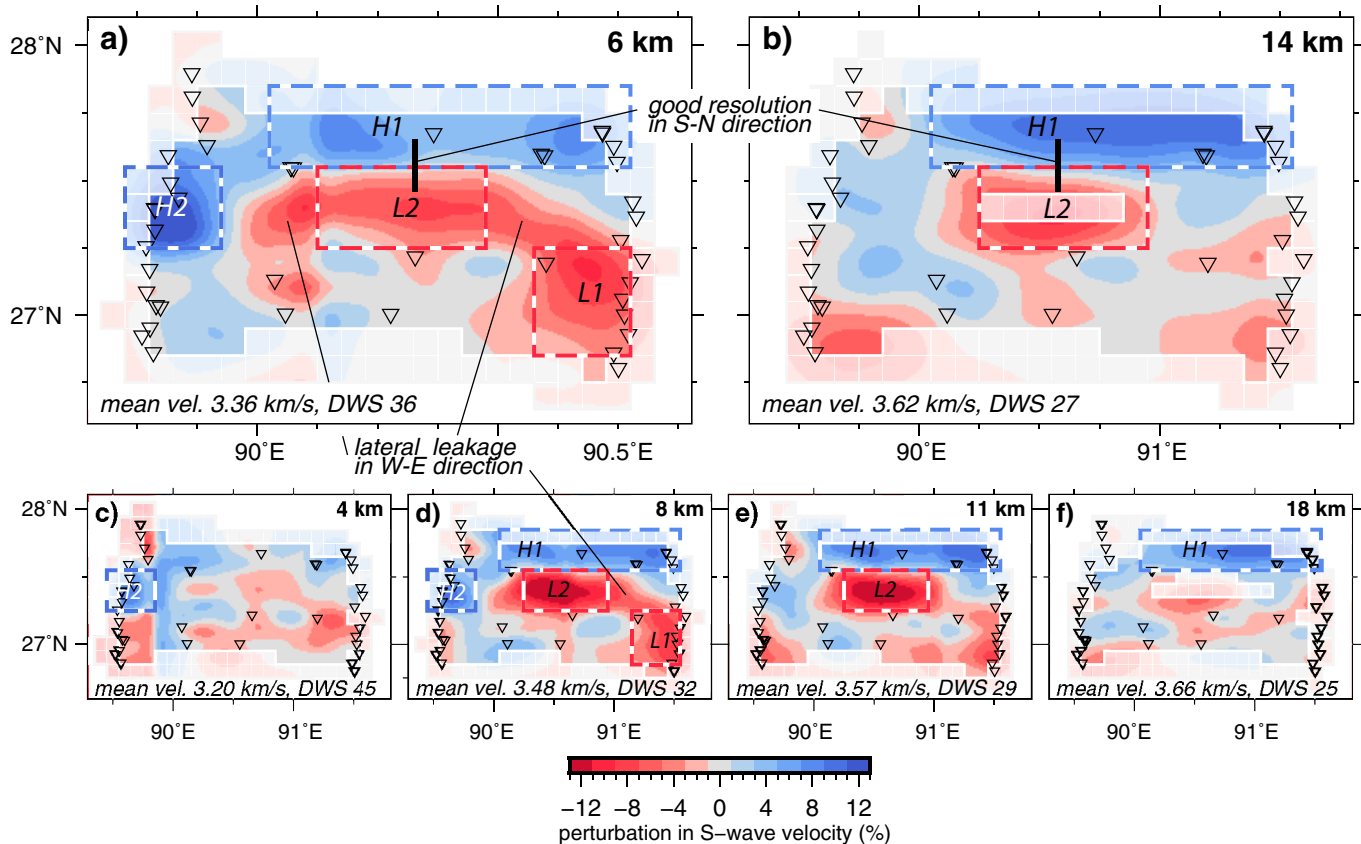 a)
6 km
b)
14 km
28˚N
27˚N
H1
H2
L2
L1
good resolution
in S-N direction
H1
L2
mean vel. 3.36 km/s, DWS 36
mean vel. 3.62 km/s, DWS 27
90˚E
90.5˚E
90˚E
91˚E
lateral leakage
in W-E direction
28˚N
27˚N
c)
4 km
H2
mean vel. 3.20 km/s, DWS 45
d)
8 km
H1
H2
L2
L1
mean vel. 3.48 km/s, DWS 32
e)
11 km
H1
L2
mean vel. 3.57 km/s, DWS 29
f)
18 km
H1
mean vel. 3.66 km/s, DWS 25
90˚E
91˚E
90˚E
91˚E
90˚E
91˚E
90˚E
91˚E
−12 −8 −4 0 4 8 12
perturbation in S−wave velocity (%)